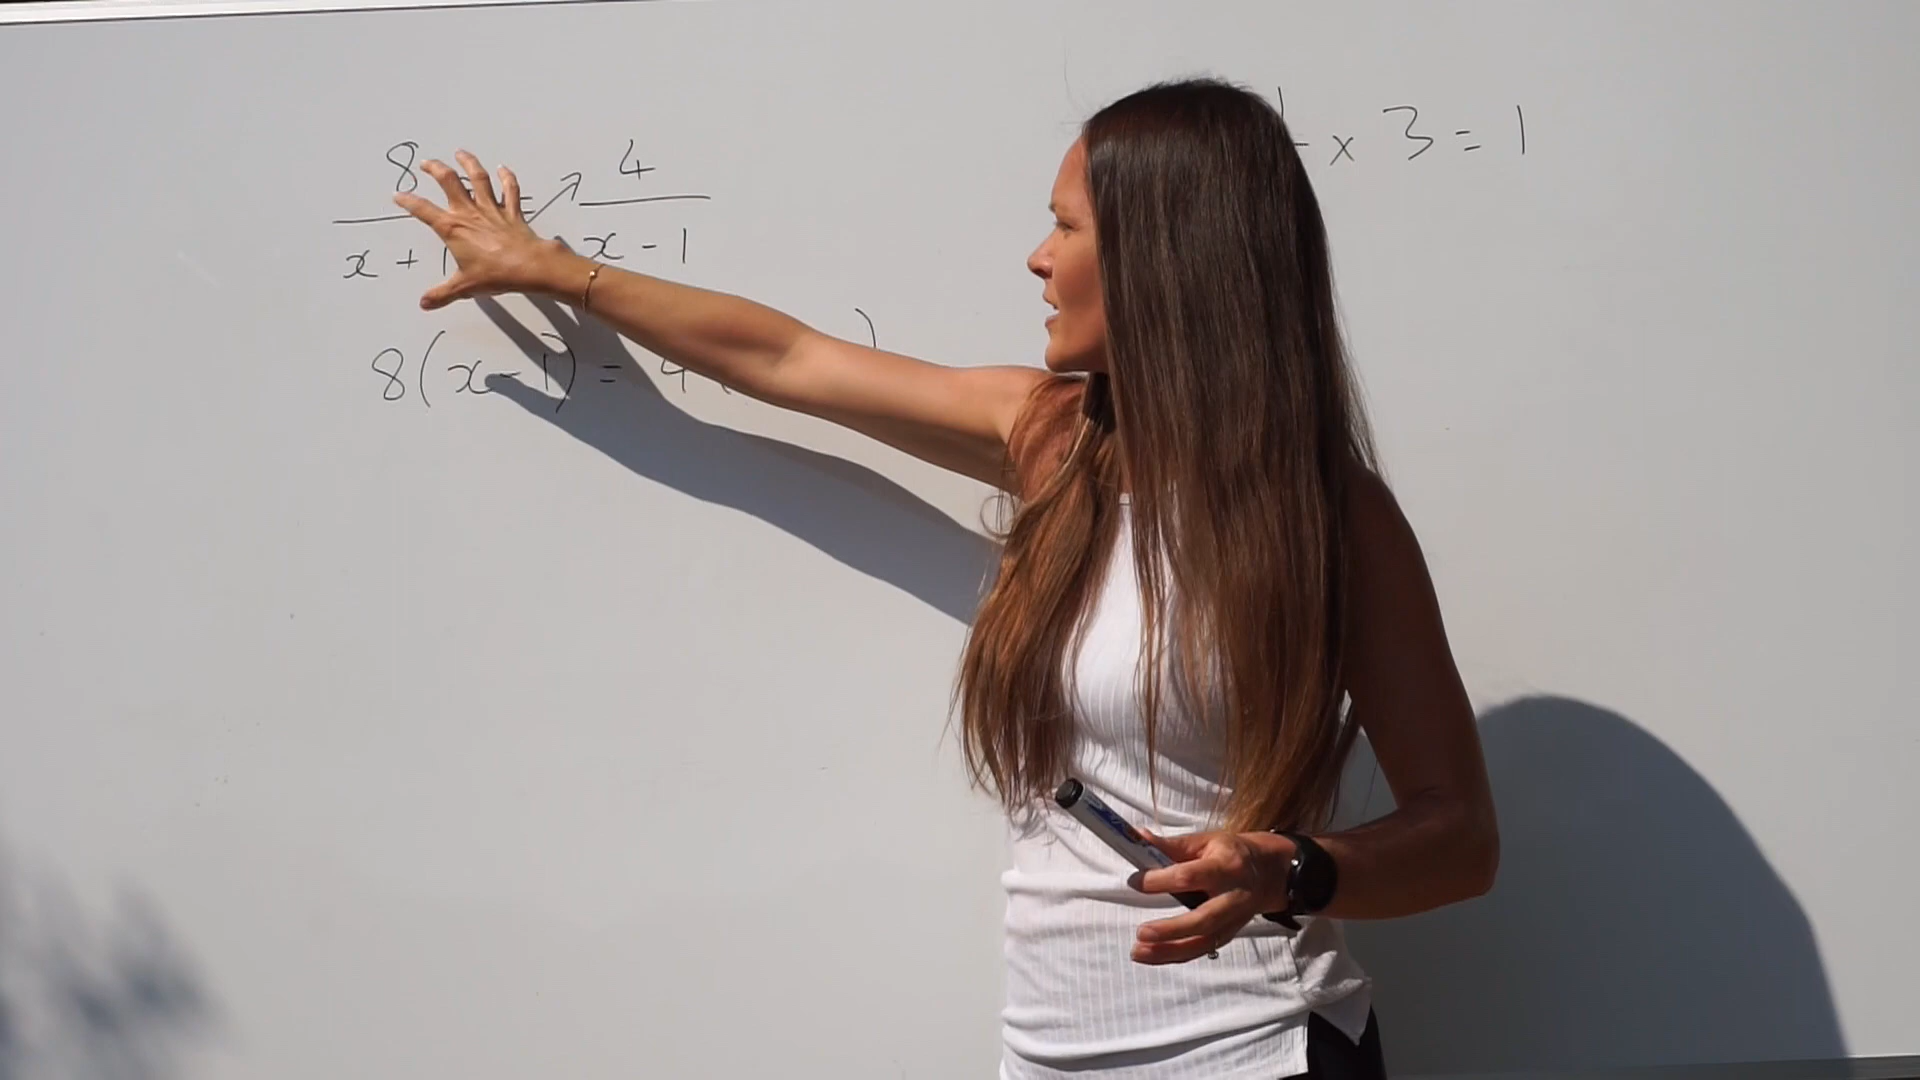 8 = 4
x + 1 x - 1
8(x-1) = 4( )
x 3 = 1